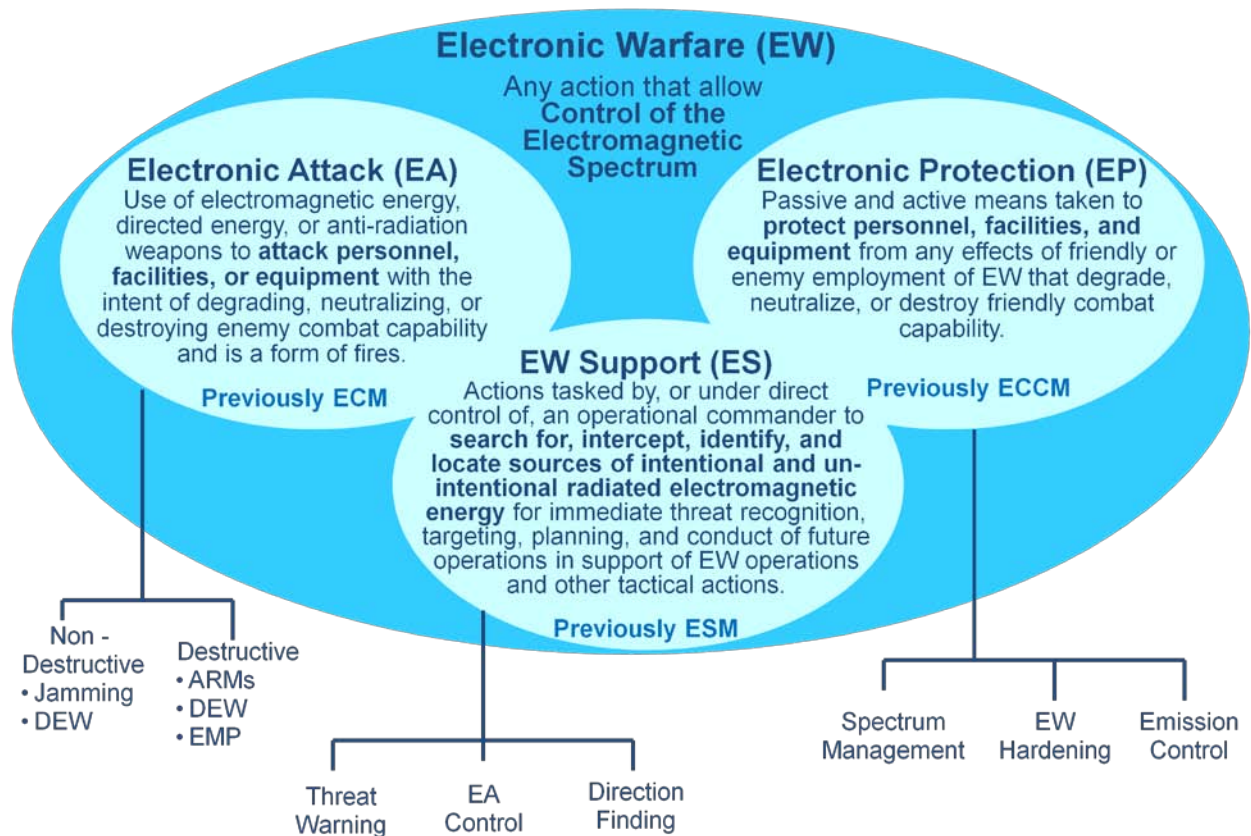 Electronic Warfare (EW)
Any action that allow
Control of the
Electromagnetic
Spectrum
Electronic Attack (EA)
Use of electromagnetic energy,
directed energy, or anti-radiation
weapons to attack personnel,
facilities, or equipment with the
intent of degrading, neutralizing, or
destroying enemy combat capability
and is a form of fires.
Previously ECM
Electronic Protection (EP)
Passive and active means taken to
protect personnel, facilities, and
equipment from any effects of friendly or
enemy employment of EW that degrade,
neutralize, or destroy friendly combat
capability.
Previously ECCM
EW Support (ES)
Actions tasked by, or under direct
control of, an operational commander to
search for, intercept, identify, and
locate sources of intentional and un-
intentional radiated electromagnetic
energy for immediate threat recognition,
targeting, planning, and conduct of future
operations in support of EW operations
and other tactical actions.
Previously ESM
Non -
Destructive
• Jamming
• DEW
Destructive
• ARMs
• DEW
• EMP
Threat
Warning
EA
Control
Direction
Finding
Spectrum
Management
EW
Hardening
Emission
Control